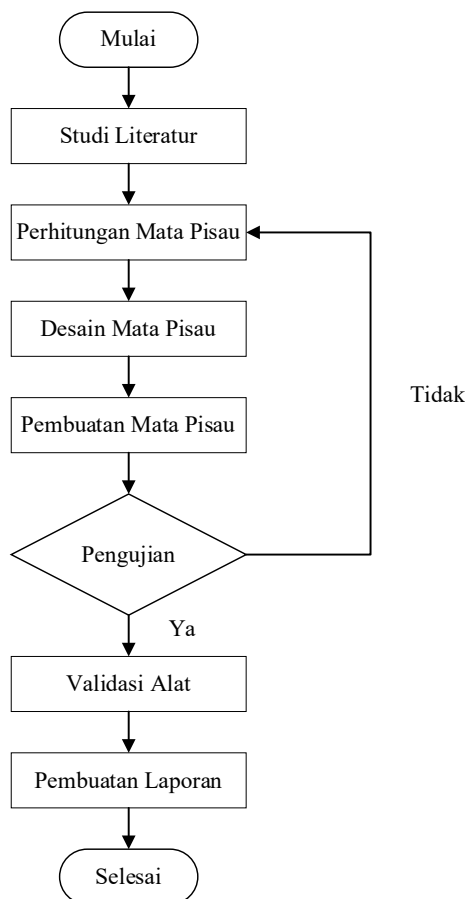 Mulai
Studi Literatur
Perhitungan Mata Pisau
Desain Mata Pisau
Tidak
Pembuatan Mata Pisau
Pengujian
Ya
Validasi Alat
Pembuatan Laporan
Selesai